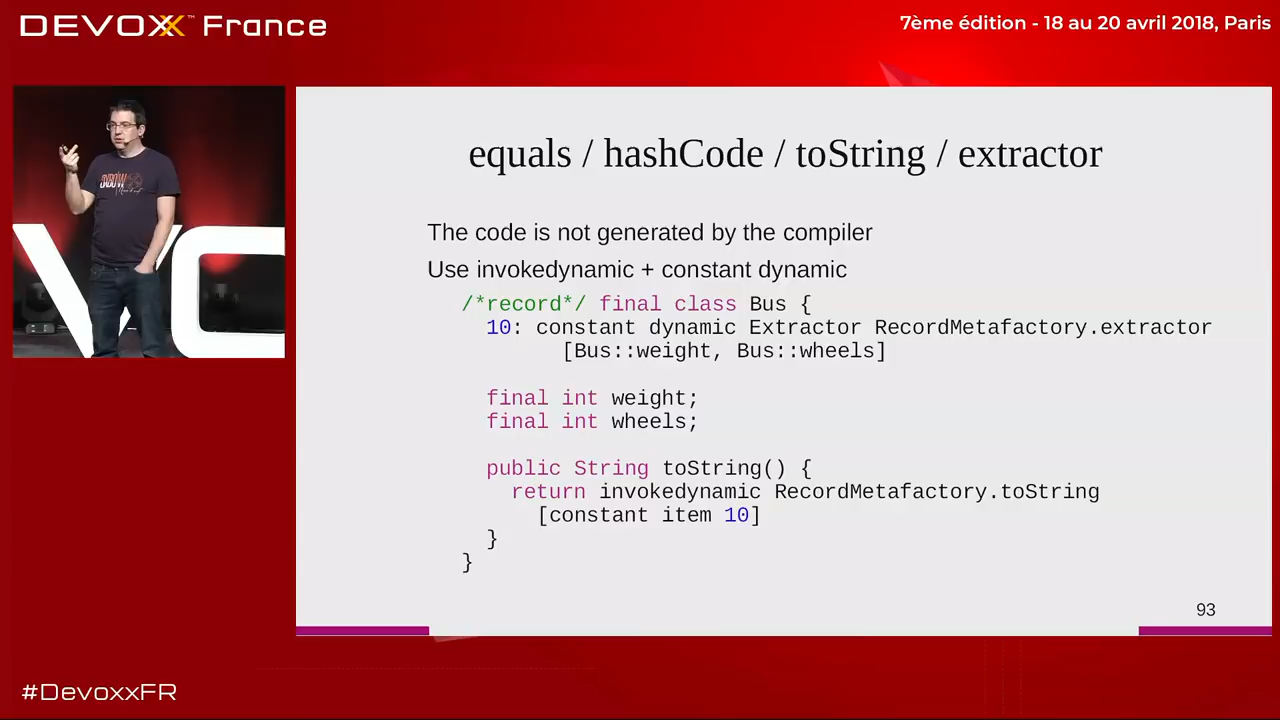 DEVOXX™ France
7ème édition - 18 au 20 avril 2018, Paris
equals / hashCode / toString / extractor
The code is not generated by the compiler
Use invokedynamic + constant dynamic
/*record*/ final class Bus {
10: constant dynamic Extractor RecordMetafactory.extractor
[Bus::weight, Bus::wheels]
final int weight;
final int wheels;
public String toString() {
return invokedynamic RecordMetafactory.toString
[constant item 10]
}
}
93
#DevoxxFR